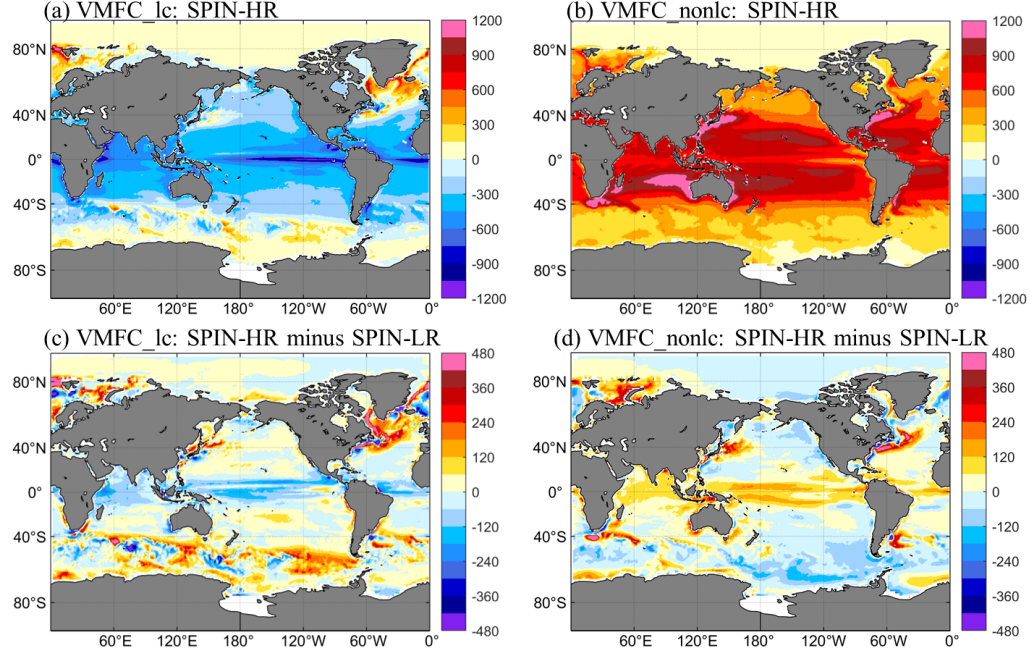 (a) VMFC_lc: SPIN-HR
80°N
40°N
0°
40°S
80°S
60°E
120°E
180°
120°W
60°W
0°
1200
900
600
300
0
-300
-600
-900
-1200
(b) VMFC_nonlc: SPIN-HR
80°N
40°N
0°
40°S
80°S
60°E
120°E
180°
120°W
60°W
0°
1200
900
600
300
0
-300
-600
-900
-1200
(c) VMFC_lc: SPIN-HR minus SPIN-LR
80°N
40°N
0°
40°S
80°S
60°E
120°E
180°
120°W
60°W
0°
480
360
240
120
0
-120
-240
-360
-480
(d) VMFC_nonlc: SPIN-HR minus SPIN-LR
80°N
40°N
0°
40°S
80°S
60°E
120°E
180°
120°W
60°W
0°
480
360
240
120
0
-120
-240
-360
-480